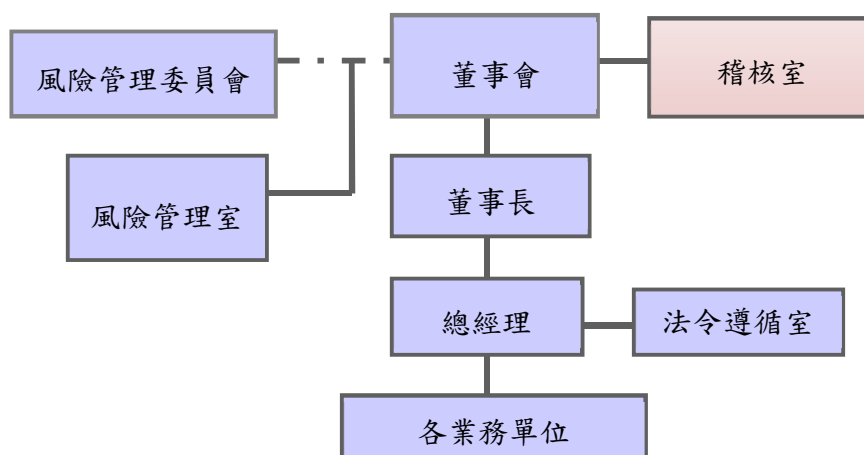 風險管理委員會
董事會
稽核室
風險管理室
董事長
總經理
法令遵循室
各業務單位